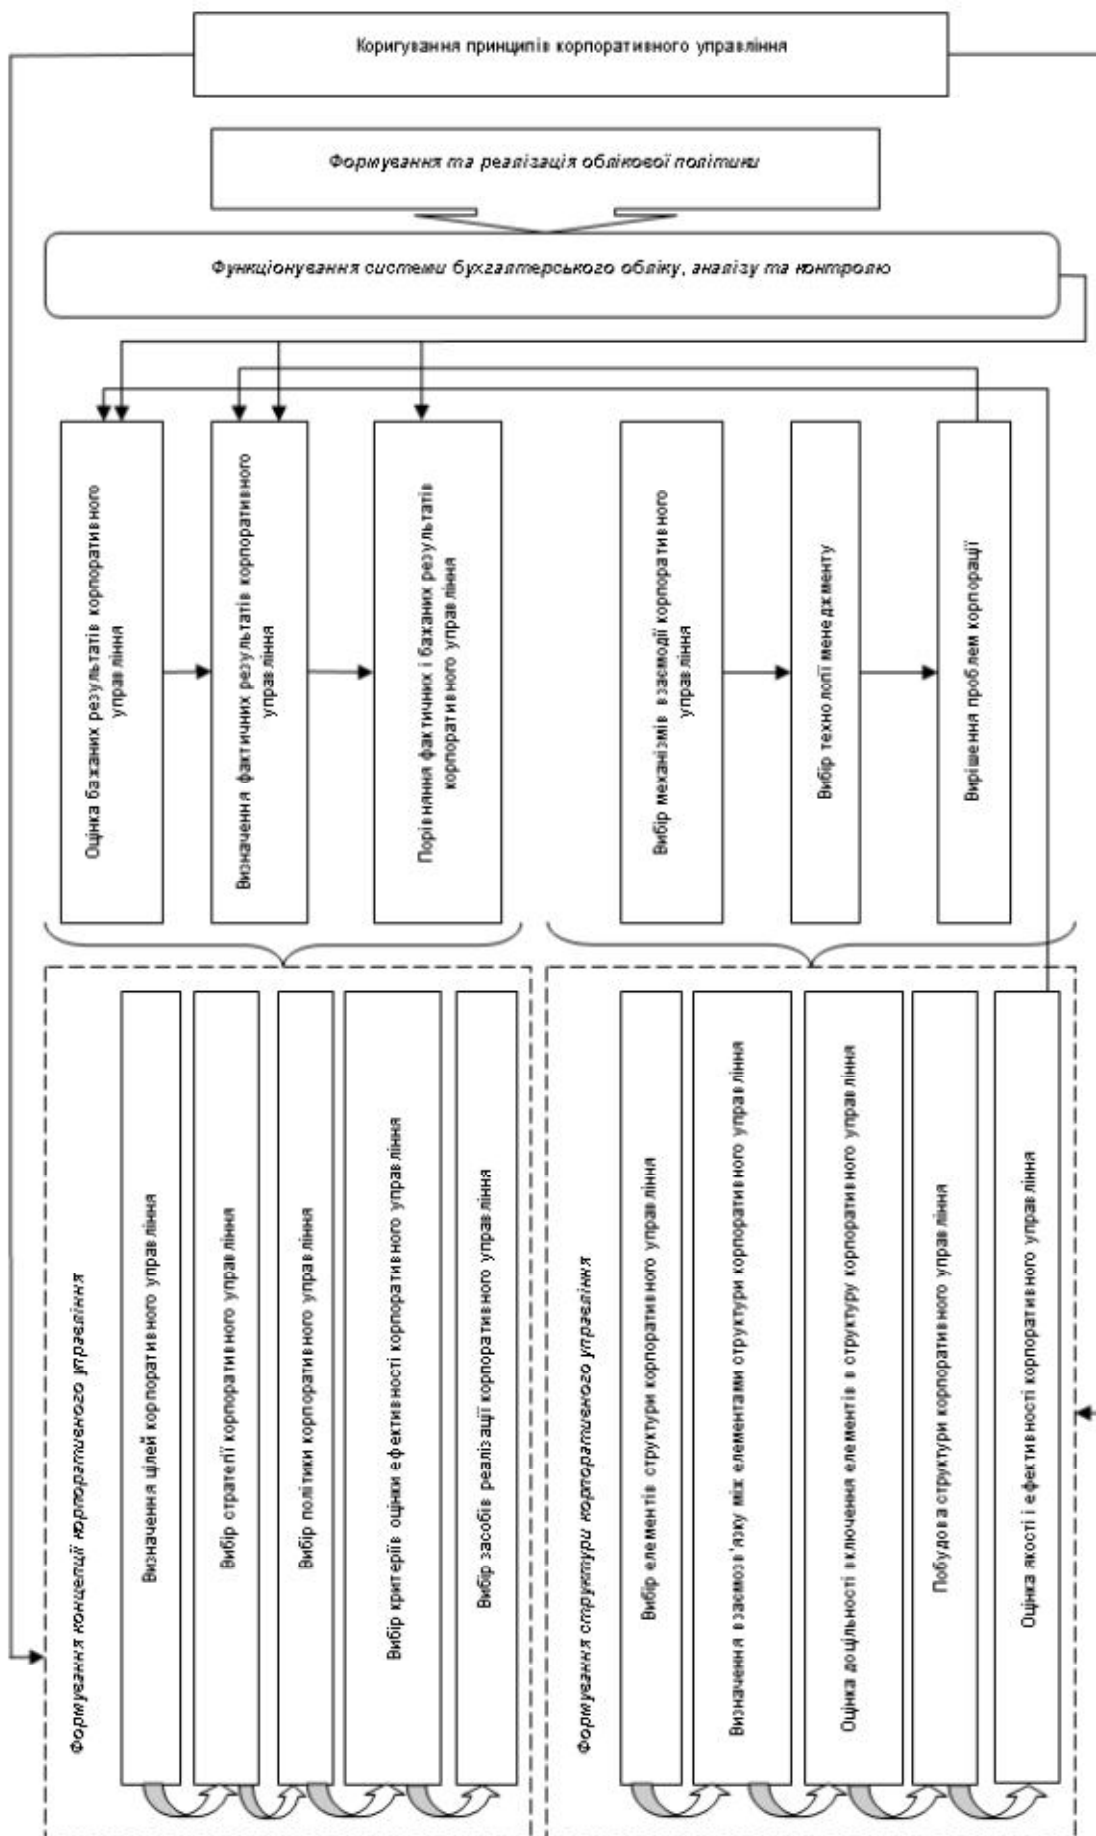 Коригування принципів корпоративного управління
Формування та реалізація облікової політики
Функціонування системи бухгалтерського обліку, аналізу та контролю
Оцінка бажаних результатів корпоративного
управління
Визначення фактичних результатів корпоративного
управління
Порівняння фактичних і бажаних результатів
корпоративного управління
Вибір механізмів взаємодії корпоративного
управління
Вибір технології менеджменту
Вирішення проблем корпорації
Формування концепції корпоративного управління
Визначення цілей корпоративного управління
Вибір стратегії корпоративного управління
Вибір політики корпоративного управління
Вибір критеріїв оцінки ефективності корпоративного управління
Вибір засобів реалізації корпоративного управління
Формування структури корпоративного управління
Вибір елементів структури корпоративного управління
Визначення взаємозв'язку між елементами структури корпоративного управління
Оцінка доцільності включення елементів в структуру корпоративного управління
Побудова структури корпоративного управління
Оцінка якості і ефективності корпоративного управління